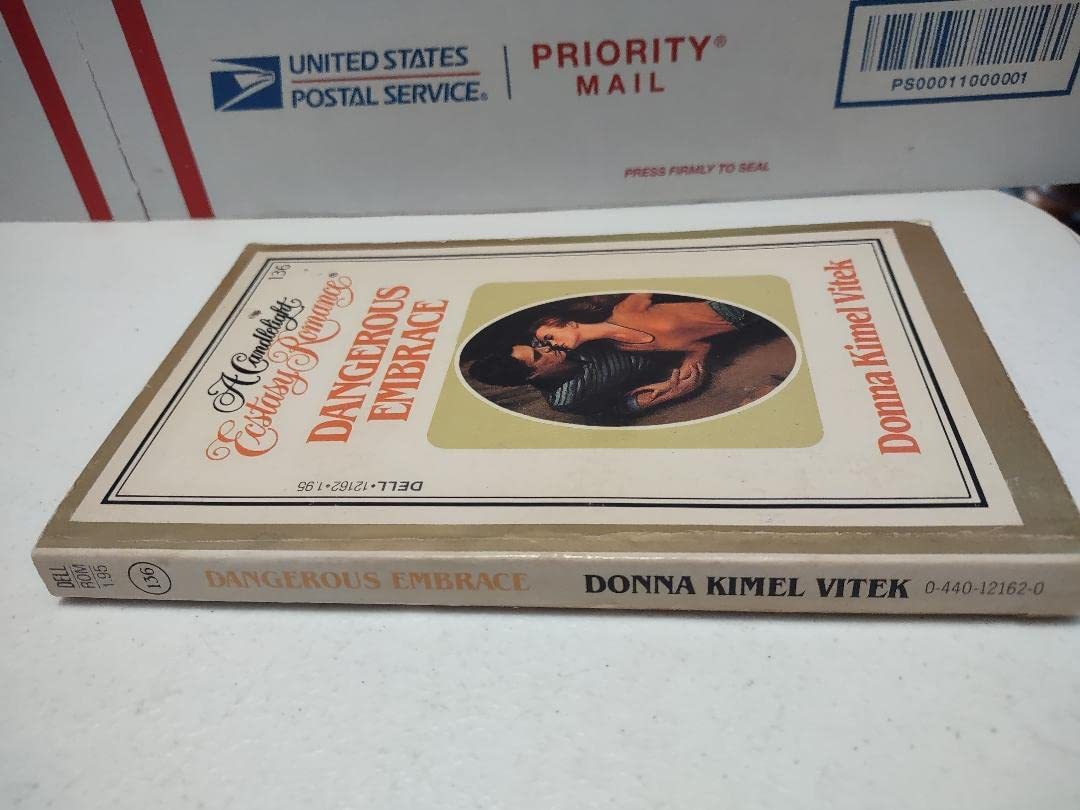 UNITED STATES
POSTAL SERVICE®
PRIORITY®
MAIL
PS00011000001
PRESS FIRMLY TO SEAL
136
A Candlelight
Ecstasy Romance®
DANGEROUS
EMBRACE
Donna Kimel Vitek
DELL•12162•1.95
DELL
ROM
1.95
136
DANGEROUS EMBRACE
DONNA KIMEL VITEK
0-440-12162-0